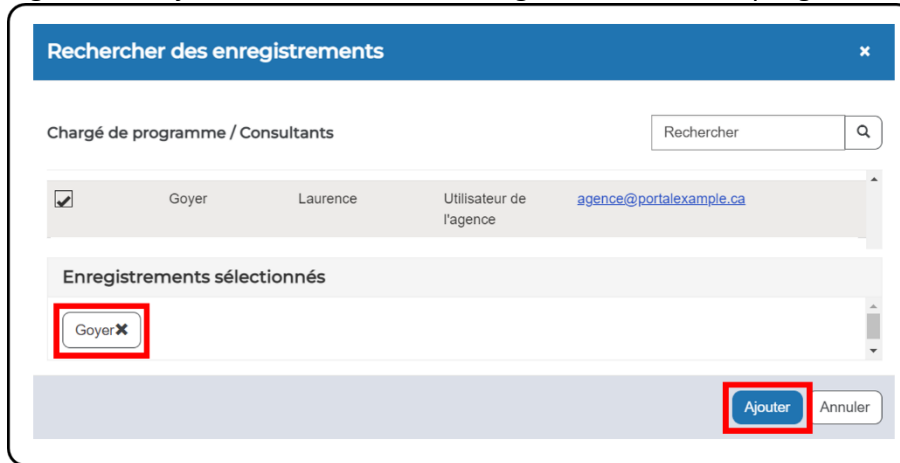 Rechercher des enregistrements
Chargé de programme / Consultants
Rechercher
Goyer Laurence Utilisateur de agence@portalexample.ca
l'agence
Enregistrements sélectionnés
Goyer✖
Ajouter Annuler